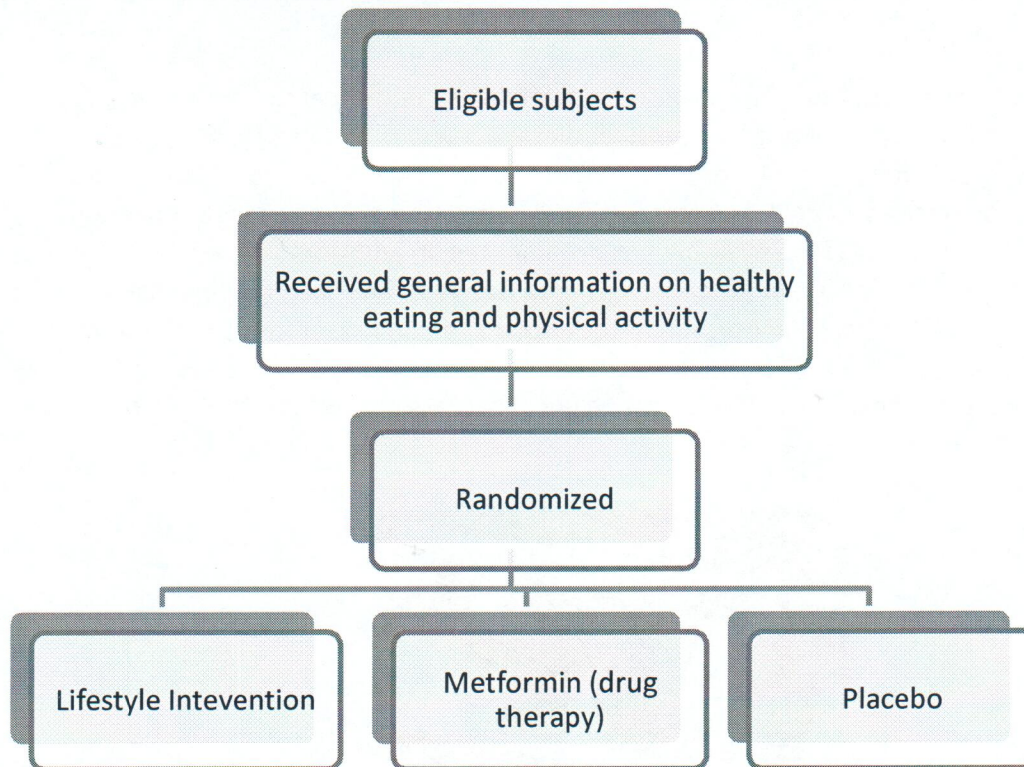 Eligible subjects
Received general information on healthy
eating and physical activity
Randomized
Lifestyle Intevention
Metformin (drug
therapy)
Placebo